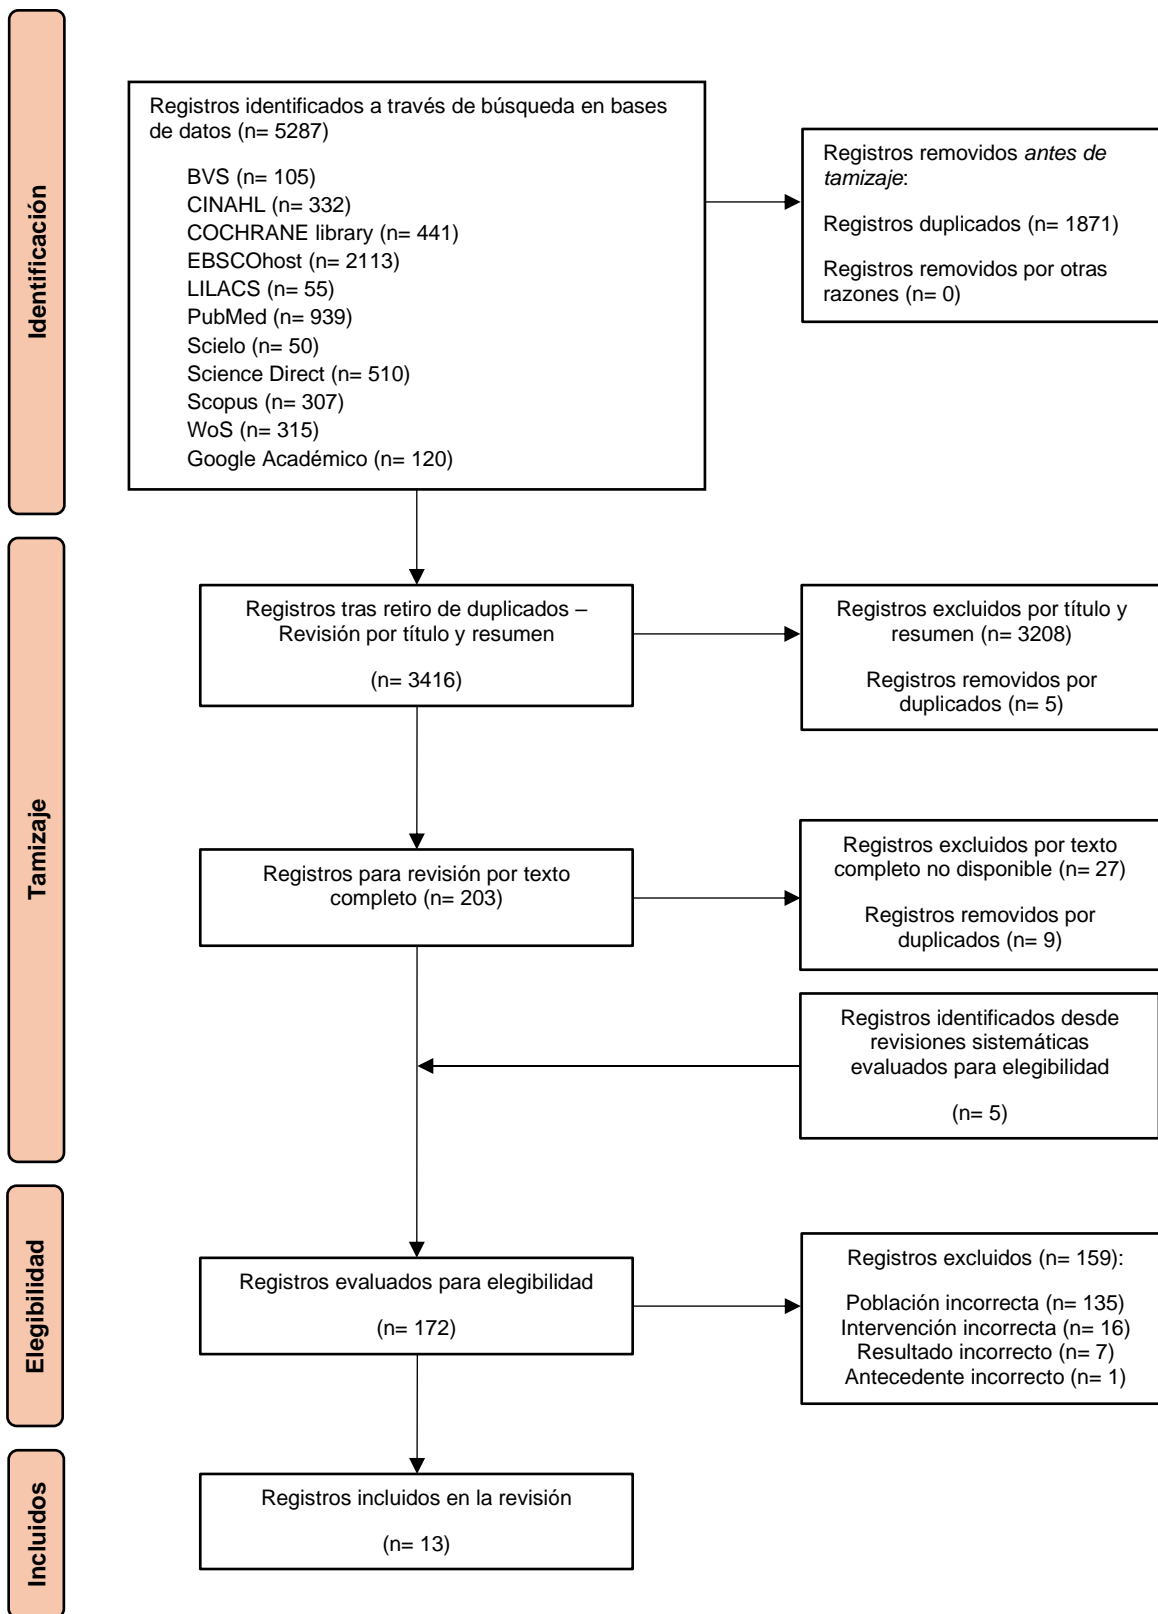 Identificación
Registros identificados a través de búsqueda en bases
de datos (n= 5287)
BVS (n= 105)
CINAHL (n= 332)
COCHRANE library (n= 441)
EBSCOhost (n= 2113)
LILACS (n= 55)
PubMed (n= 939)
Scielo (n= 50)
Science Direct (n= 510)
Scopus (n= 307)
WoS (n= 315)
Google Académico (n= 120)
Registros removidos antes de
tamizaje:
Registros duplicados (n= 1871)
Registros removidos por otras
razones (n= 0)
Tamizaje
Registros tras retiro de duplicados –
Revisión por título y resumen
(n= 3416)
Registros excluidos por título y
resumen (n= 3208)
Registros removidos por
duplicados (n= 5)
Registros para revisión por texto
completo (n= 203)
Registros excluidos por texto
completo no disponible (n= 27)
Registros removidos por
duplicados (n= 9)
Registros identificados desde
revisiones sistemáticas
evaluados para elegibilidad
(n= 5)
Elegibilidad
Registros evaluados para elegibilidad
(n= 172)
Registros excluidos (n= 159):
Población incorrecta (n= 135)
Intervención incorrecta (n= 16)
Resultado incorrecto (n= 7)
Antecedente incorrecto (n= 1)
Incluidos
Registros incluidos en la revisión
(n= 13)